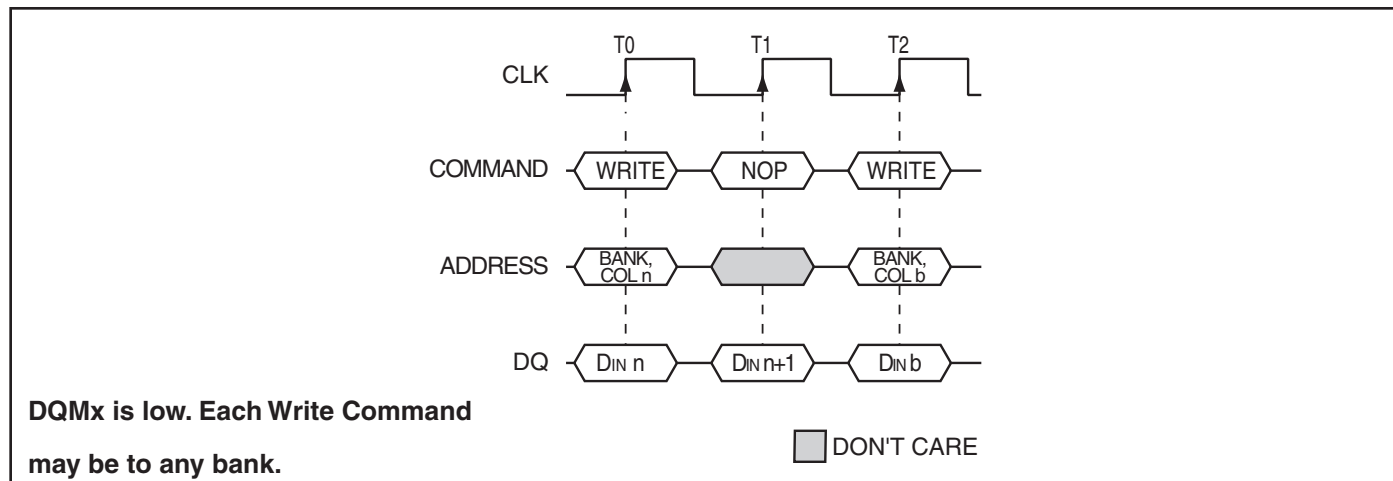 T0 T1 T2
CLK
COMMAND WRITE NOP WRITE
ADDRESS BANK, COL n BANK, COL b
DQ DIN n DIN n+1 DIN b
DQMx is low. Each Write Command
may be to any bank.
DON'T CARE